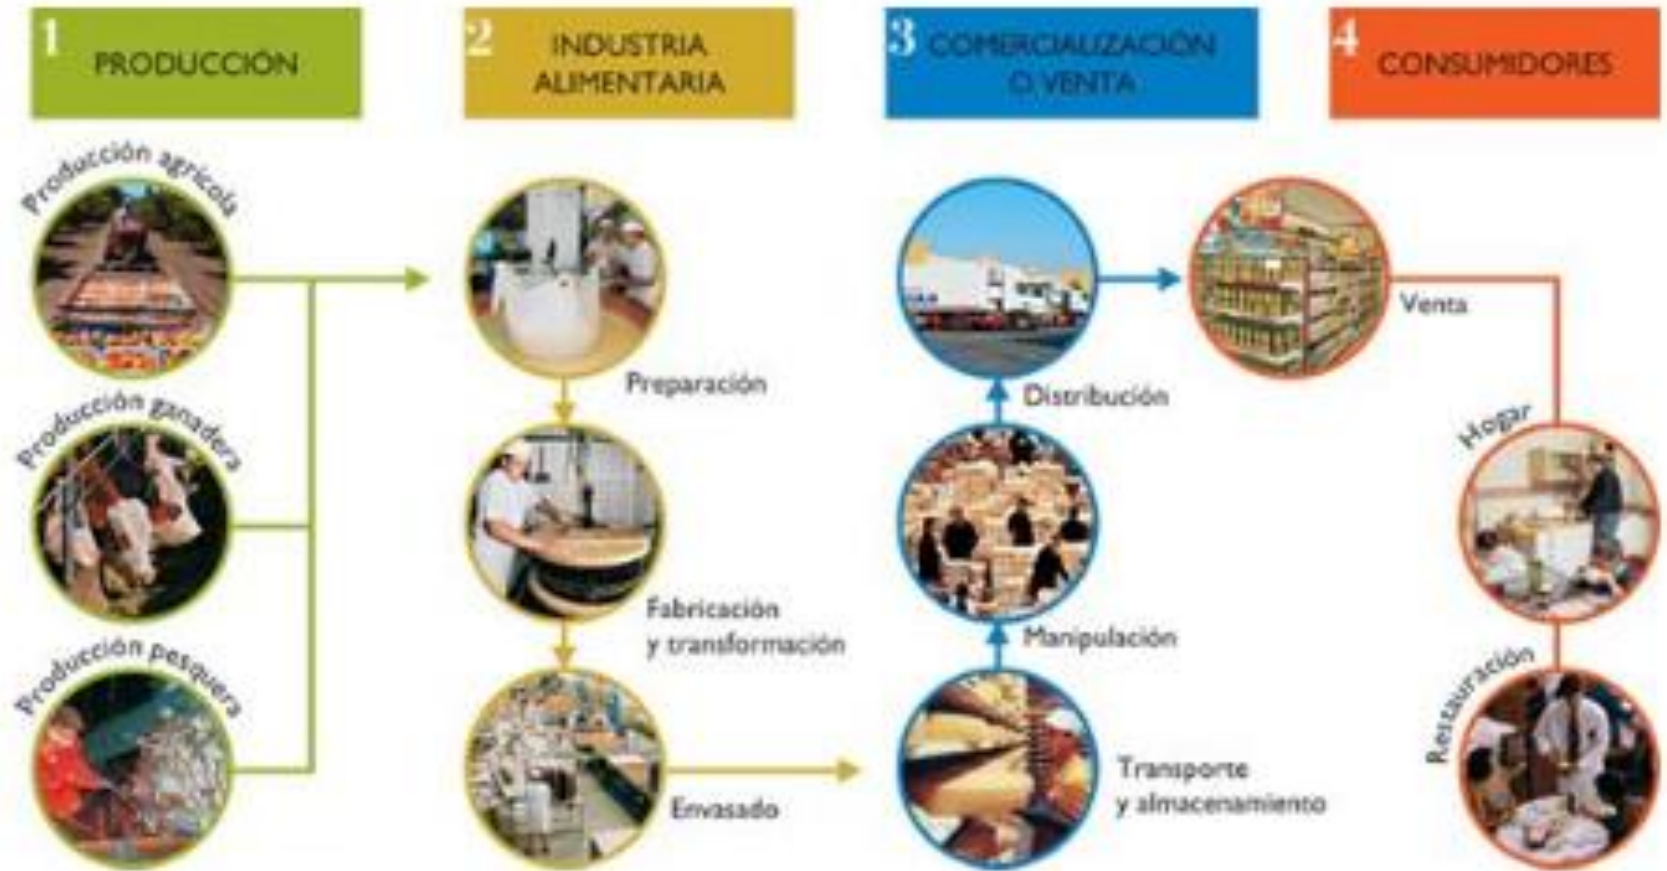 1
PRODUCCIÓN
2
INDUSTRIA
ALIMENTARIA
3
COMERCIALIZACIÓN
O VENTA
4
CONSUMIDORES
Producción agrícola
Producción ganadera
Producción pesquera
Preparación
Fabricación
y transformación
Envasado
Distribución
Manipulación
Transporte
y almacenamiento
Venta
Hogar
Restauración